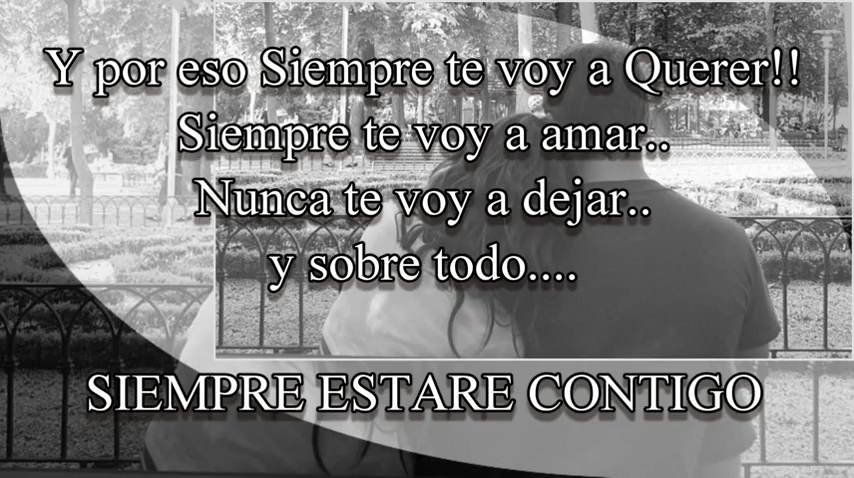 Y por eso Siempre te voy a Querer!!
Siempre te voy a amar..
Nunca te voy a dejar..
y sobre todo....
SIEMPRE ESTARE CONTIGO